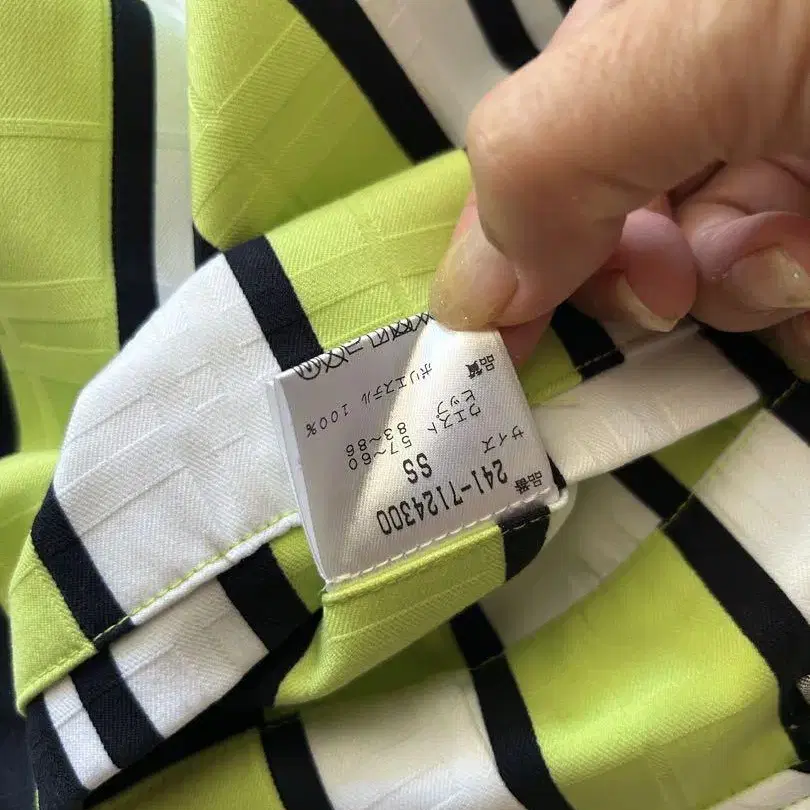 品番 241-7124300
サイズ SS
ウエスト 57~60
ヒップ 83~86
品質 ポリエステル 100%